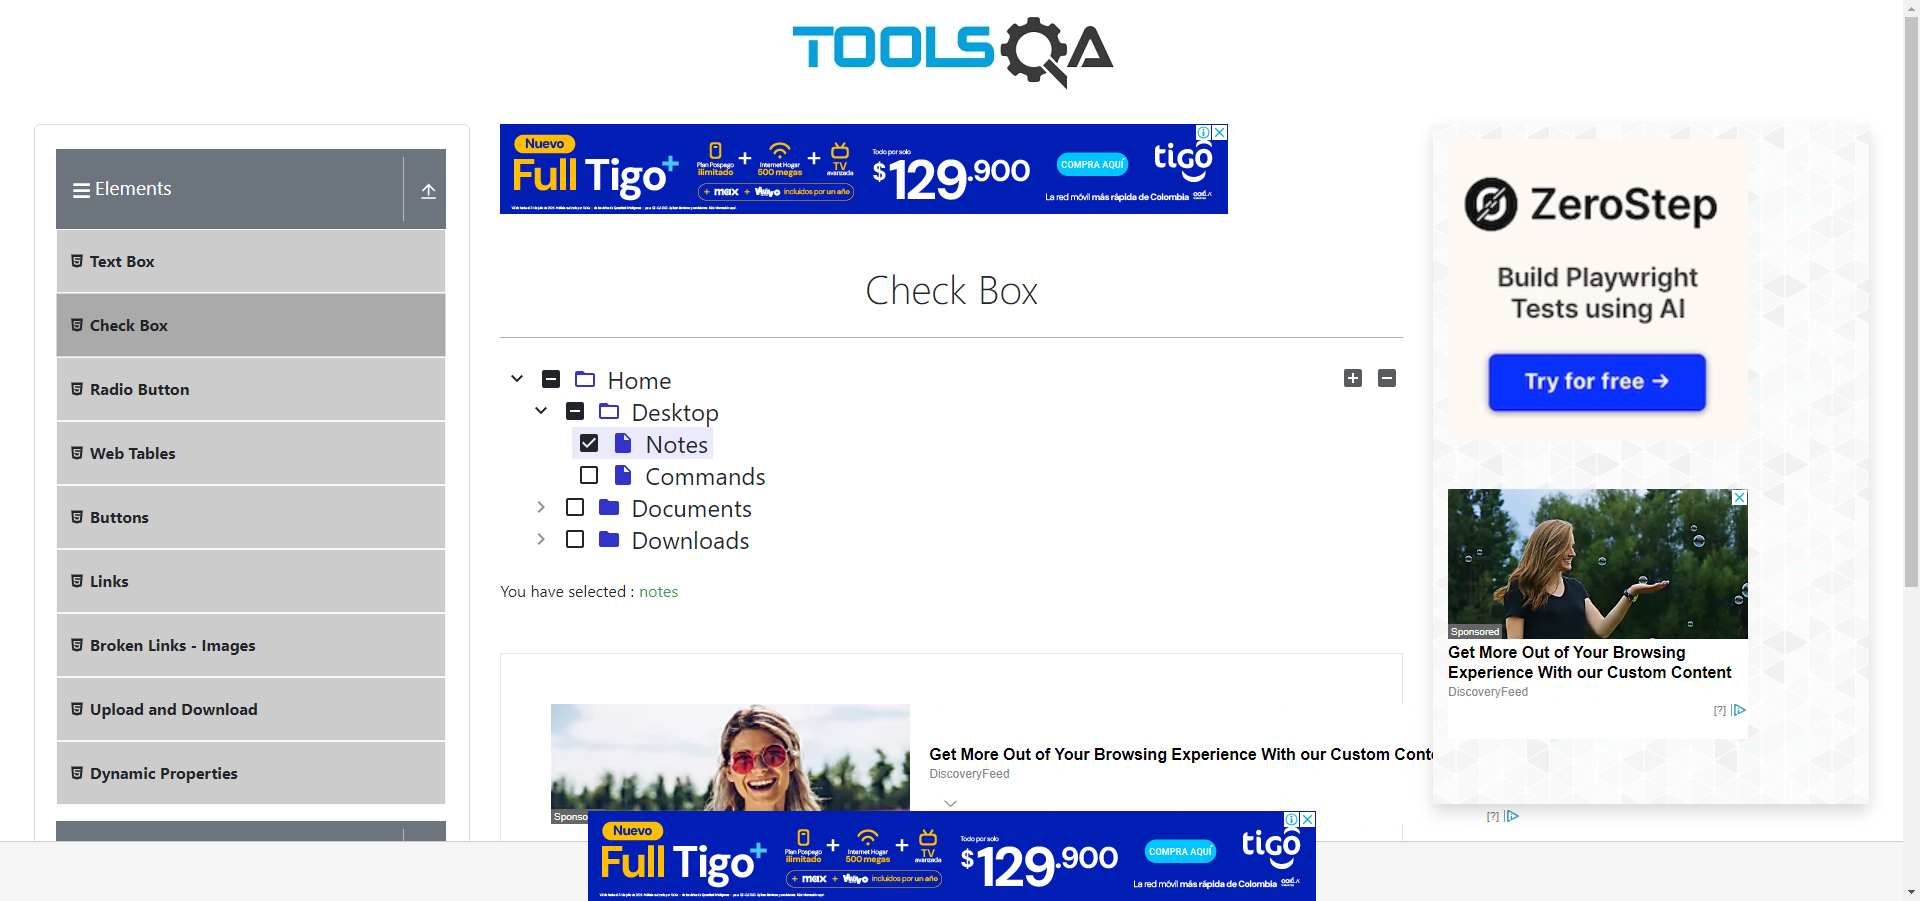 TOOLSQA
Elements
Text Box
Check Box
Radio Button
Web Tables
Buttons
Links
Broken Links - Images
Upload and Download
Dynamic Properties
Nuevo
Full Tigo+
Plan Pospago
ilimitado
+
Internet Hogar
500 megas
+
TV
avanzada
+ max + Wplay incluidos por un año
Todo por solo
$129.900
COMPRA AQUÍ
tigo
La red móvil más rápida de Colombia
Check Box
Home
Desktop
Notes
Commands
Documents
Downloads
You have selected : notes
Sponso
Get More Out of Your Browsing Experience With our Custom Conte
DiscoveryFeed
ZeroStep
Build Playwright
Tests using AI
Try for free →
Sponsored
Get More Out of Your Browsing
Experience With our Custom Content
DiscoveryFeed
[?]
[?]
Nuevo
Full Tigo+
Plan Pospago
ilimitado
+
Internet Hogar
500 megas
+
TV
avanzada
+ max + Wplay incluidos por un año
Todo por solo
$129.900
COMPRA AQUÍ
tigo
La red móvil más rápida de Colombia